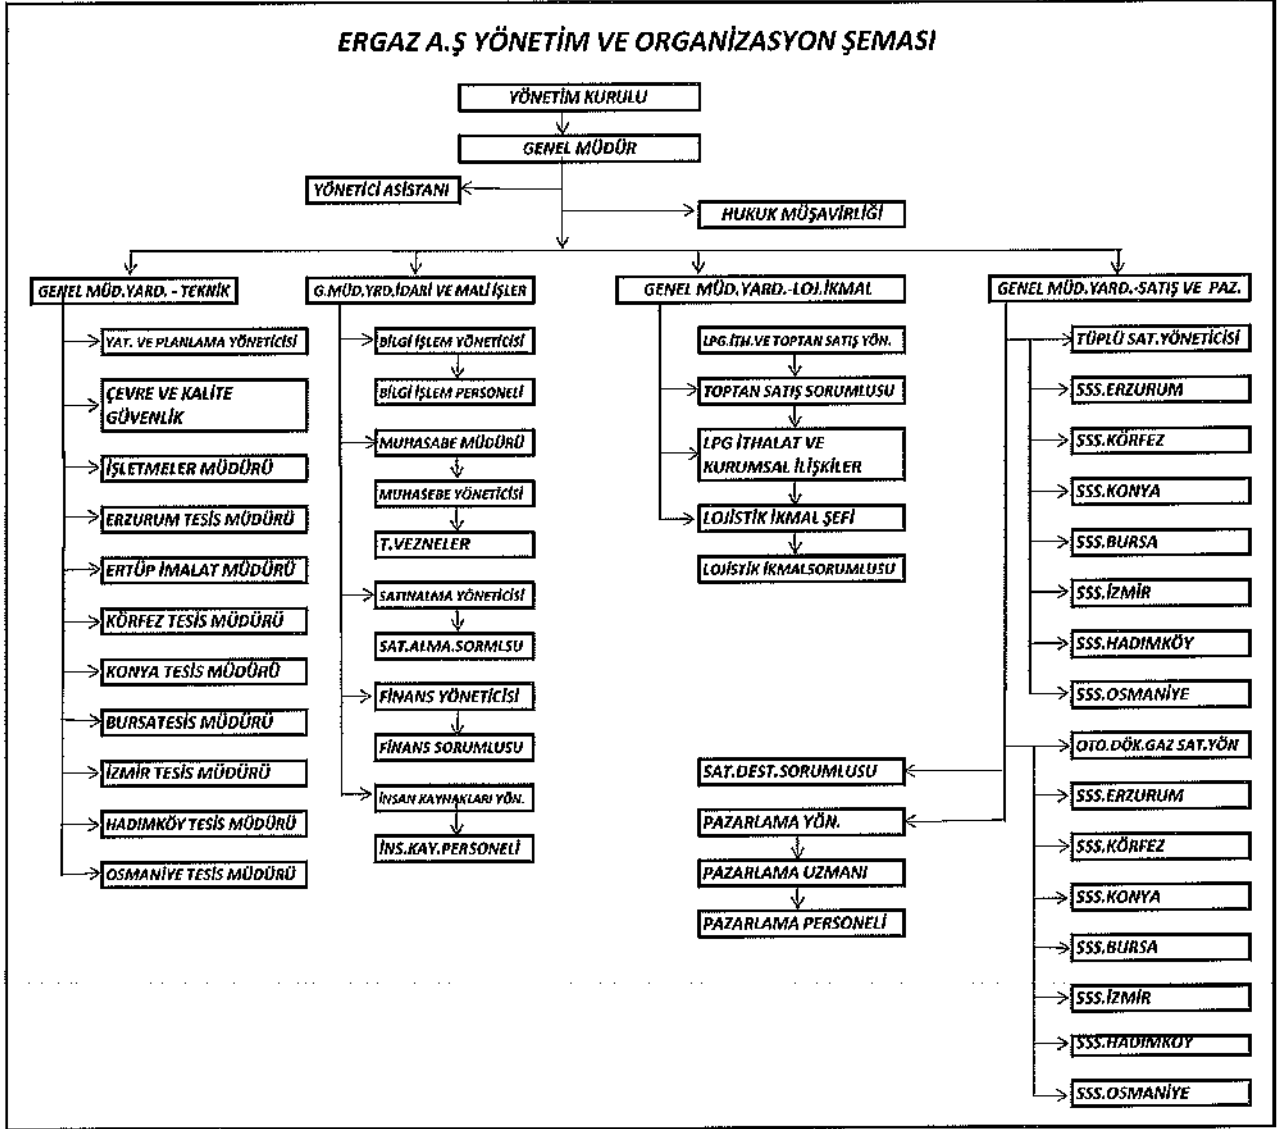 ERGAZ A.Ş YÖNETİM VE ORGANİZASYON ŞEMASI
YÖNETİM KURULU
GENEL MÜDÜR
YÖNETİCİ ASİSTANI
HUKUK MÜŞAVİRLİĞİ
GENEL MÜD.YARD. - TEKNİK
YAT. VE PLANLAMA YÖNETİCİSİ
ÇEVRE VE KALİTE
GÜVENLİK
İŞLETMELER MÜDÜRÜ
ERZURUM TESİS MÜDÜRÜ
ERTÜP İMALAT MÜDÜRÜ
KÖRFEZ TESİS MÜDÜRÜ
KONYA TESİS MÜDÜRÜ
BURSATESİS MÜDÜRÜ
İZMİR TESİS MÜDÜRÜ
HADIMKÖY TESİS MÜDÜRÜ
OSMANİYE TESİS MÜDÜRÜ
G.MÜD.YRD.İDARİ VE MALİ İŞLER
BİLGİ İŞLEM YÖNETİCİSİ
BİLGİ İŞLEM PERSONELİ
MUHASABE MÜDÜRÜ
MUHASEBE YÖNETİCİSİ
T.VEZNELER
SATINALMA YÖNETİCİSİ
SAT.ALMA.SORMLSU
FİNANS YÖNETİCİSİ
FİNANS SORUMLUSU
İNSAN KAYNAKLARI YÖN.
İNS.KAY.PERSONELİ
GENEL MÜD.YARD.-LOJ.İKMAL
LPG.İTH.VE TOPTAN SATIŞ YÖN.
TOPTAN SATIŞ SORUMLUSU
LPG İTHALAT VE
KURUMSAL İLİŞKİLER
LOJİSTİK İKMAL ŞEFİ
LOJİSTİK İKMALSORUMLUSU
SAT.DEST.SORUMLUSU
PAZARLAMA YÖN.
PAZARLAMA UZMANI
PAZARLAMA PERSONELİ
GENEL MÜD.YARD.-SATIŞ VE PAZ.
TÜPLÜ SAT.YÖNETİCİSİ
SSS.ERZURUM
SSS.KÖRFEZ
SSS.KONYA
SSS.BURSA
SSS.İZMİR
SSS.HADIMKÖY
SSS.OSMANİYE
OTO.DÖK.GAZ SAT.YÖN
SSS.ERZURUM
SSS.KÖRFEZ
SSS.KONYA
SSS.BURSA
SSS.İZMİR
SSS.HADIMKÖY
SSS.OSMANİYE